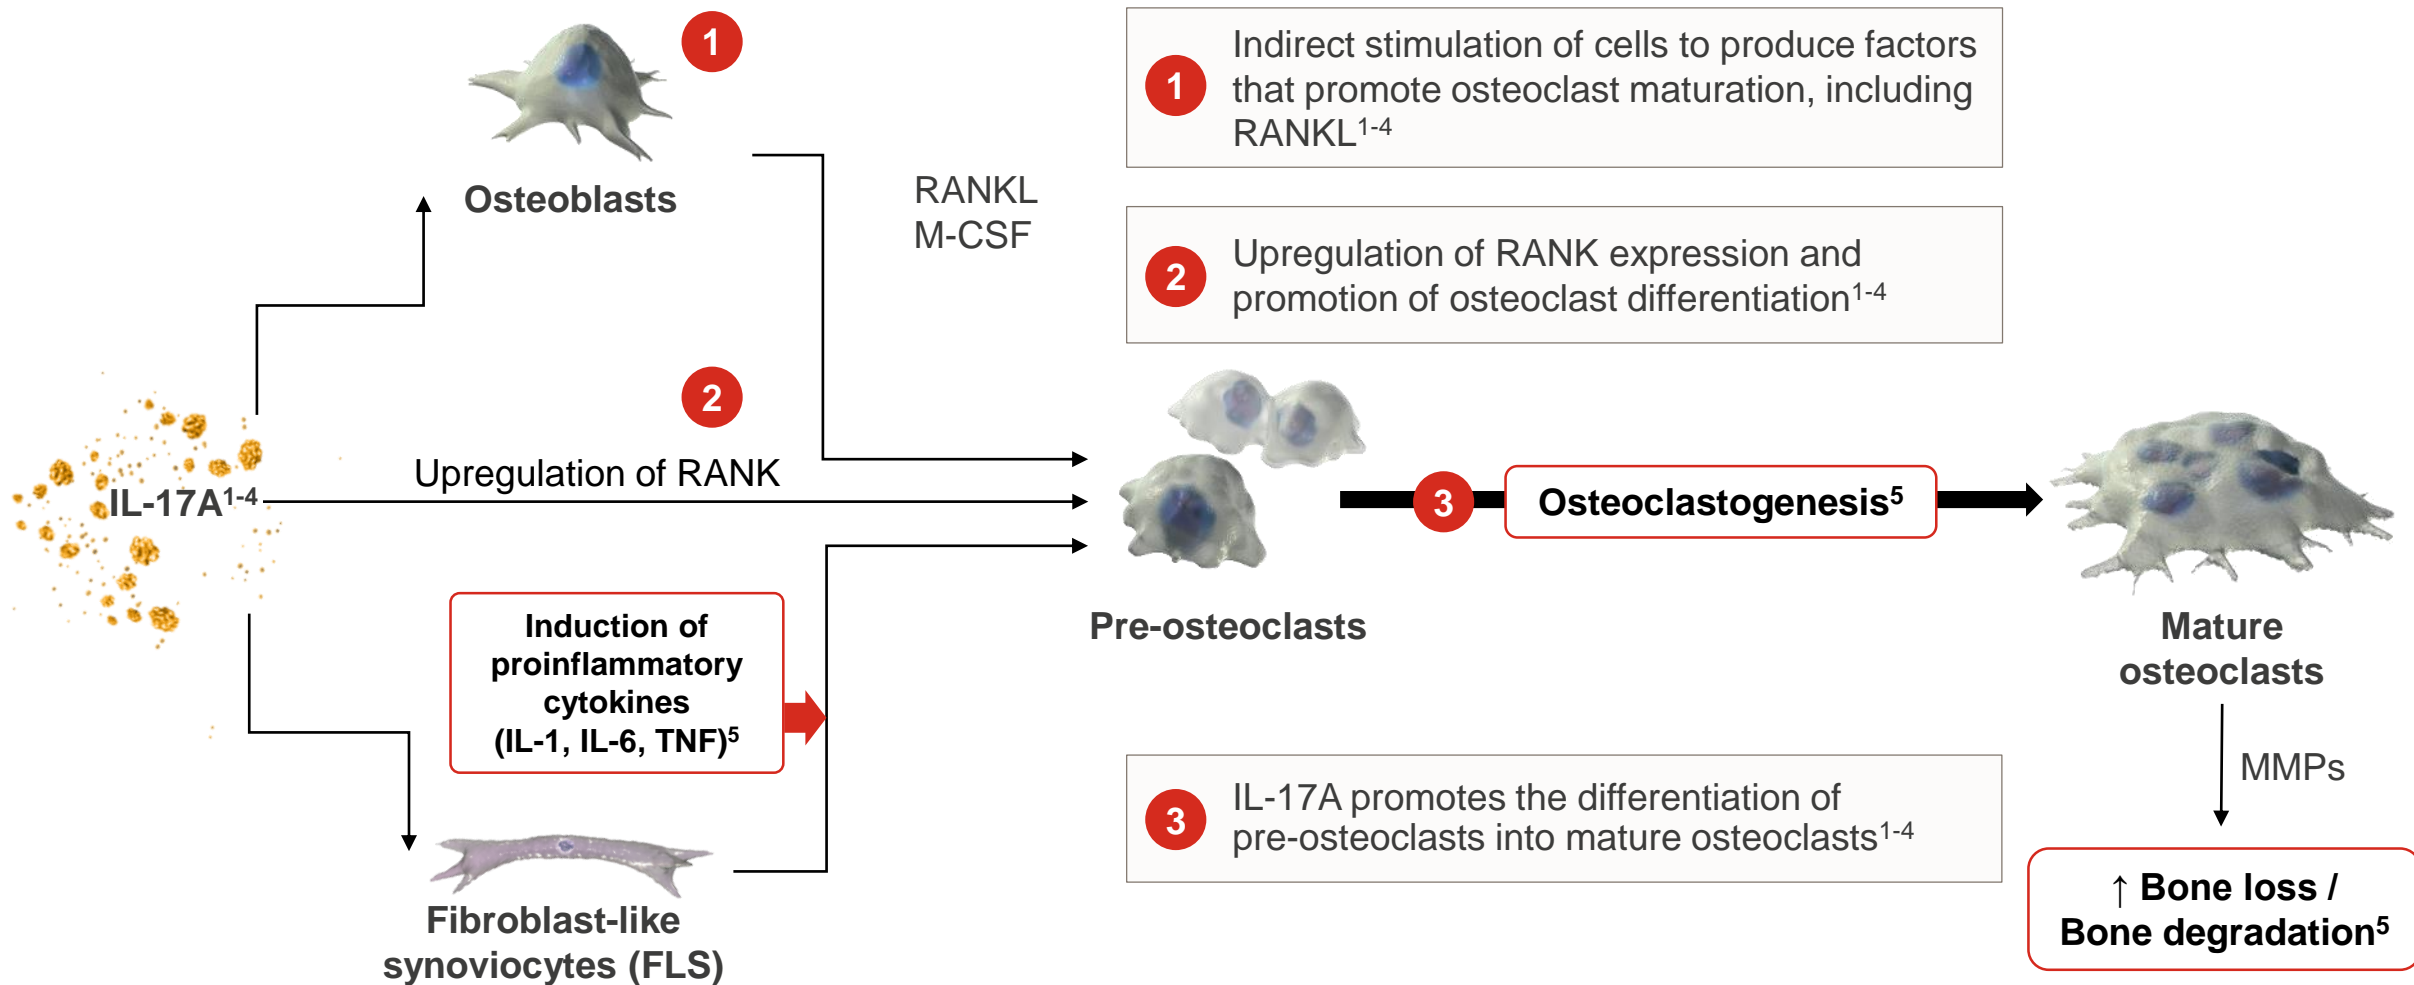 1
Osteoblasts
RANKL
M-CSF
1
Indirect stimulation of cells to produce factors
that promote osteoclast maturation, including
RANKL1-4
2
Upregulation of RANK expression and
promotion of osteoclast differentiation1-4
2
Upregulation of RANK
IL-17A1-4
3
Osteoclastogenesis5
Induction of
proinflammatory
cytokines
(IL-1, IL-6, TNF)5
Pre-osteoclasts
Mature
osteoclasts
MMPs
3
IL-17A promotes the differentiation of
pre-osteoclasts into mature osteoclasts1-4
Fibroblast-like
synoviocytes (FLS)
↑ Bone loss /
Bone degradation5